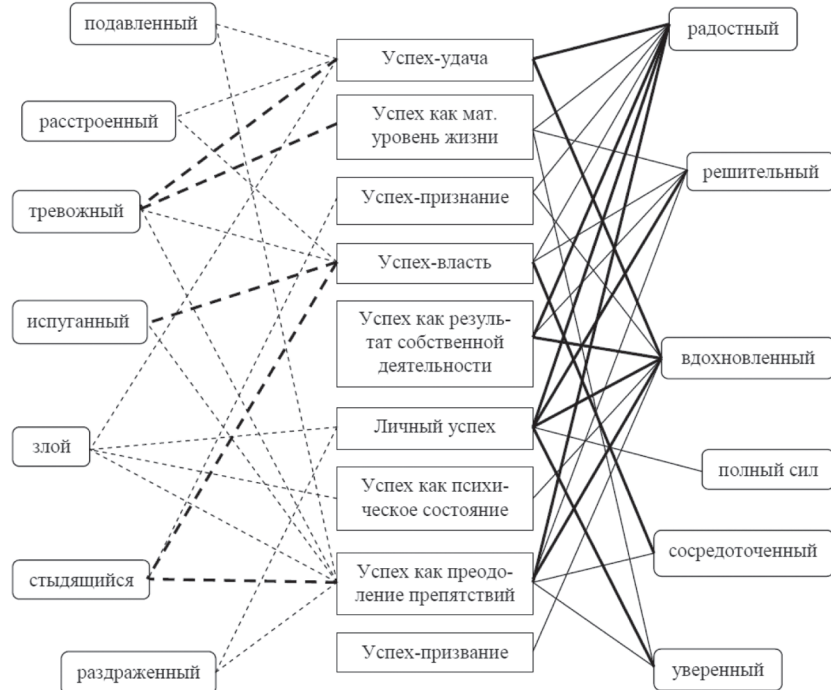 подавленный
расстроенный
тревожный
испуганный
злой
стыдящийся
раздраженный
Успех-удача
Успех как мат.
уровень жизни
Успех-признание
Успех-власть
Успех как резуль-
тат собственной
деятельности
Личный успех
Успех как психи-
ческое состояние
Успех как преодо-
ление препятствий
Успех-призвание
радостный
решительный
вдохновленный
полный сил
сосредоточенный
уверенный